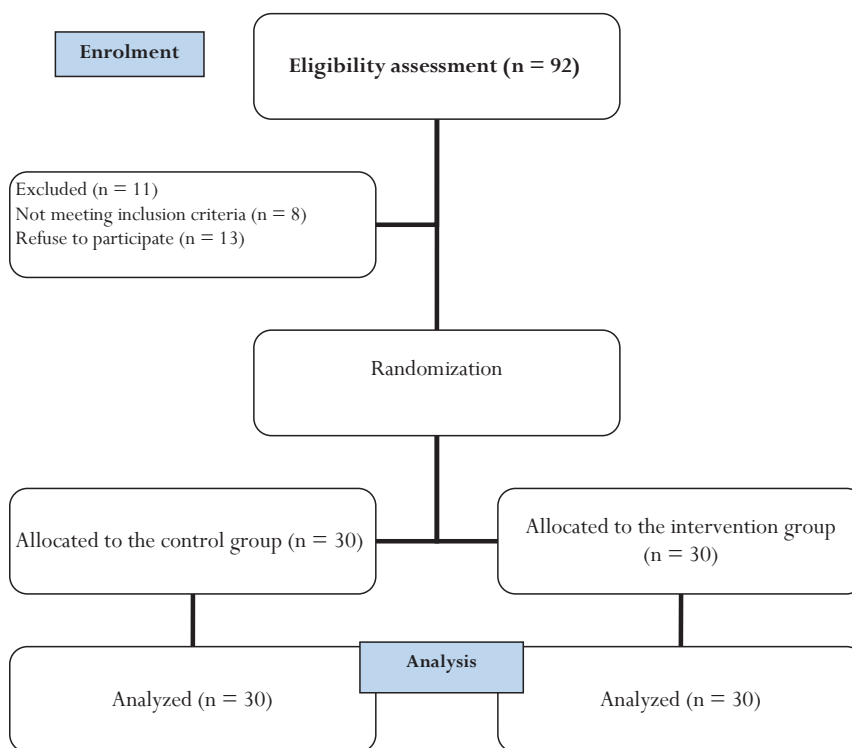 Enrolment
Eligibility assessment (n = 92)
Excluded (n = 11)
Not meeting inclusion criteria (n = 8)
Refuse to participate (n = 13)
Randomization
Allocated to the control group (n = 30)
Allocated to the intervention group
(n = 30)
Analysis
Analyzed (n = 30)
Analyzed (n = 30)